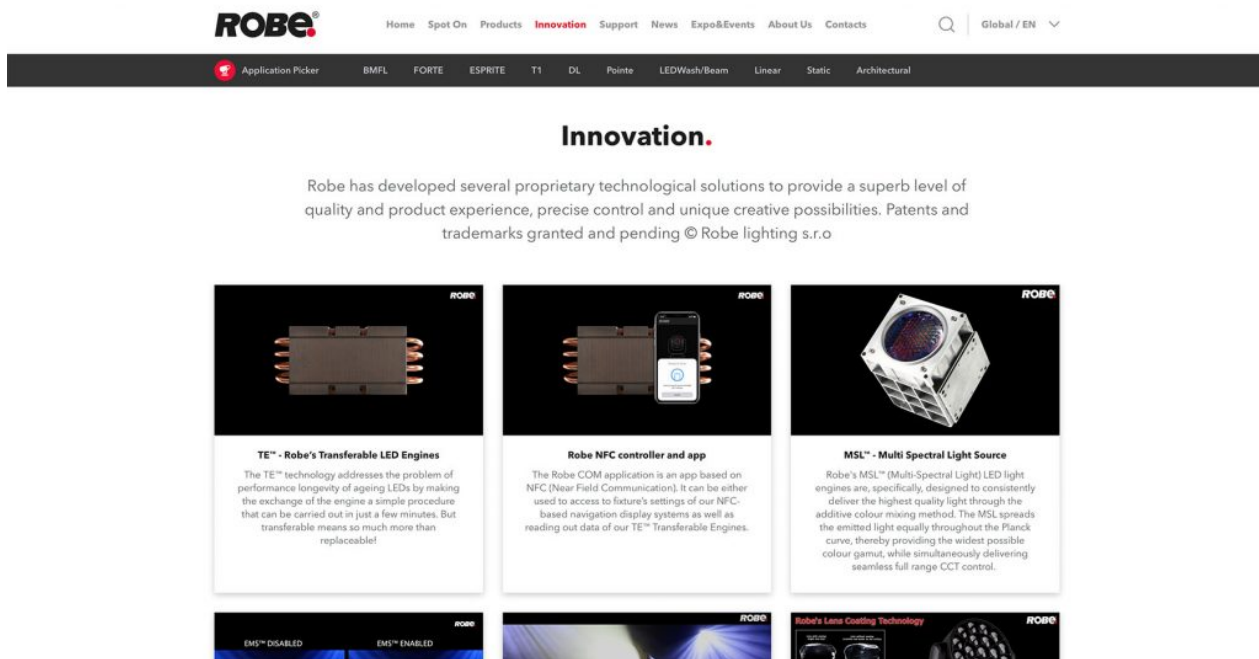 ROBe®
Home Spot On Products Innovation Support News Expo&Events About Us Contacts
Global / EN
Application Picker BMFL FORTE ESPRITE T1 DL Pointe LEDWash/Beam Linear Static Architectural
Innovation.
Robe has developed several proprietary technological solutions to provide a superb level of
quality and product experience, precise control and unique creative possibilities. Patents and
trademarks granted and pending © Robe lighting s.r.o
ROBe
TE™ - Robe's Transferable LED Engines
The TE™ technology addresses the problem of
performance longevity of ageing LEDs by making
the exchange of the engine a simple procedure
that can be carried out in just a few minutes. But
transferable means so much more than
replaceable!
ROBe
Robe NFC controller and app
The Robe COM application is an app based on
NFC (Near Field Communication). It can be either
used to access to fixture's settings of our NFC-
based navigation display systems as well as
reading out data of our TE™ Transferable Engines.
ROBe
MSL™ - Multi Spectral Light Source
Robe's MSL™ (Multi-Spectral Light) LED light
engines are, specifically, designed to consistently
deliver the highest quality light through the
additive colour mixing method. The MSL spreads
the emitted light equally throughout the Planck
curve, thereby providing the widest possible
colour gamut, while simultaneously delivering
seamless full range CCT control.
ROBe
EMS™ DISABLED EMS™ ENABLED
ROBe
Robe's Lens Coating Technology
ROBe